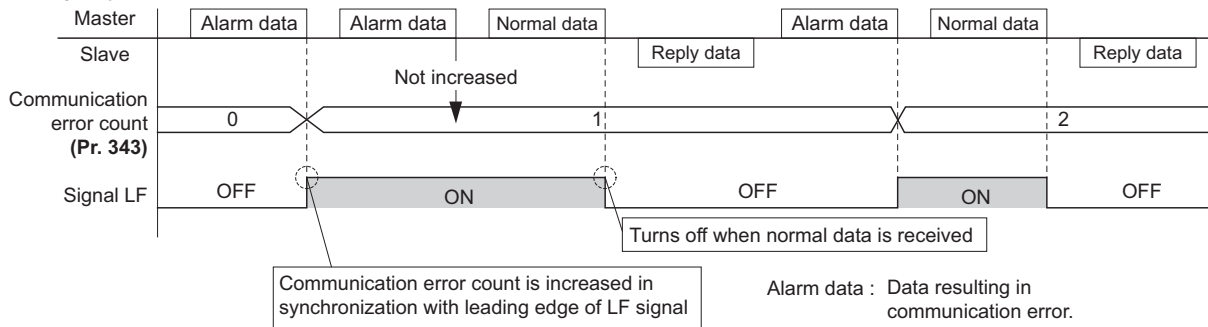 Master
Alarm data
Alarm data
Normal data
Alarm data
Normal data
Slave
Reply data
Reply data
Not increased
Communication
error count
(Pr. 343)
0
1
2
Signal LF
OFF
ON
OFF
ON
OFF
Turns off when normal data is received
Communication error count is increased in
synchronization with leading edge of LF signal
Alarm data : Data resulting in
communication error.